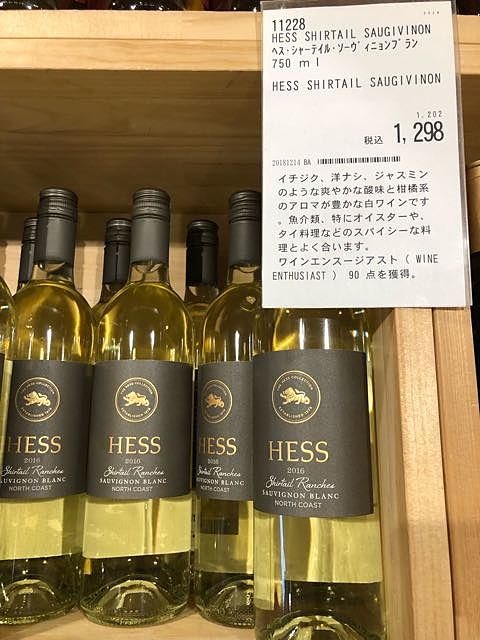 11228
HESS SHIRTAIL SAUGIVINON
ﾍｽ･ｼｬｰﾃｲﾙ･ｿｰｳﾞｨﾆｮﾝﾌﾞﾗﾝ
750 ml
HESS SHIRTAIL SAUGIVINON
1,202
税込 1,298
20181214 BA
イチジク、洋ナシ、ジャスミン
のような爽やかな酸味と柑橘系
のアロマが豊かな白ワインです
。魚介類、特にオイスターや、
タイ料理などのスパイシーな料
理とよく合います。
ワインエンスージアスト ( WINE
ENTHUSIAST ) 90 点を獲得。
HESS
2016
Shirtail Ranches
SAUVIGNON BLANC
NORTH COAST
THE HESS COLLECTION
ESTABLISHED 1978
HESS
2016
Shirtail Ranches
SAUVIGNON BLANC
NORTH COAST
HESS
2016
Shirtail Ranches
SAUVIGNON BLANC
NORTH COAST
HESS
2016
Shirtail Ranches
SAUVIGNON BLANC
NORTH COAST